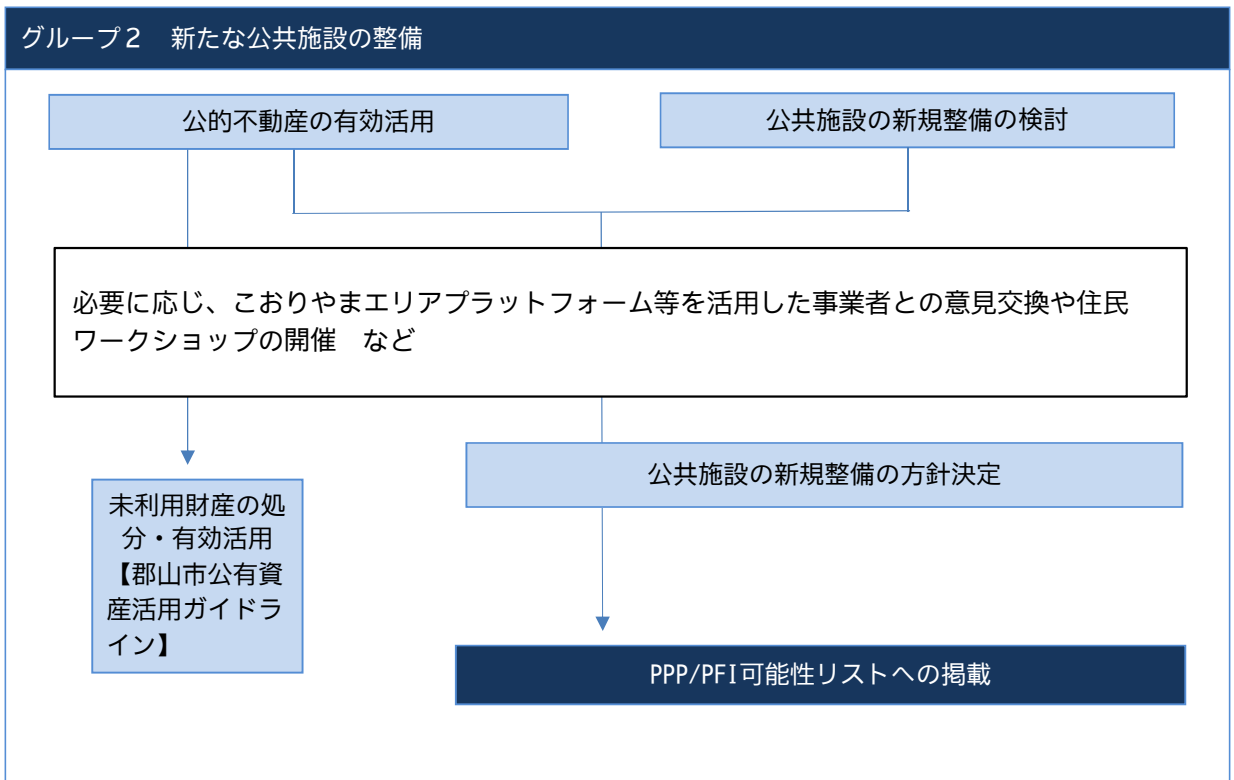 グループ２　新たな公共施設の整備
公的不動産の有効活用
公共施設の新規整備の検討
必要に応じ、こおりやまエリアプラットフォーム等を活用した事業者との意見交換や住民
ワークショップの開催　など
公共施設の新規整備の方針決定
未利用財産の処
分・有効活用
【郡山市公有資
産活用ガイドラ
イン】
PPP/PFI可能性リストへの掲載